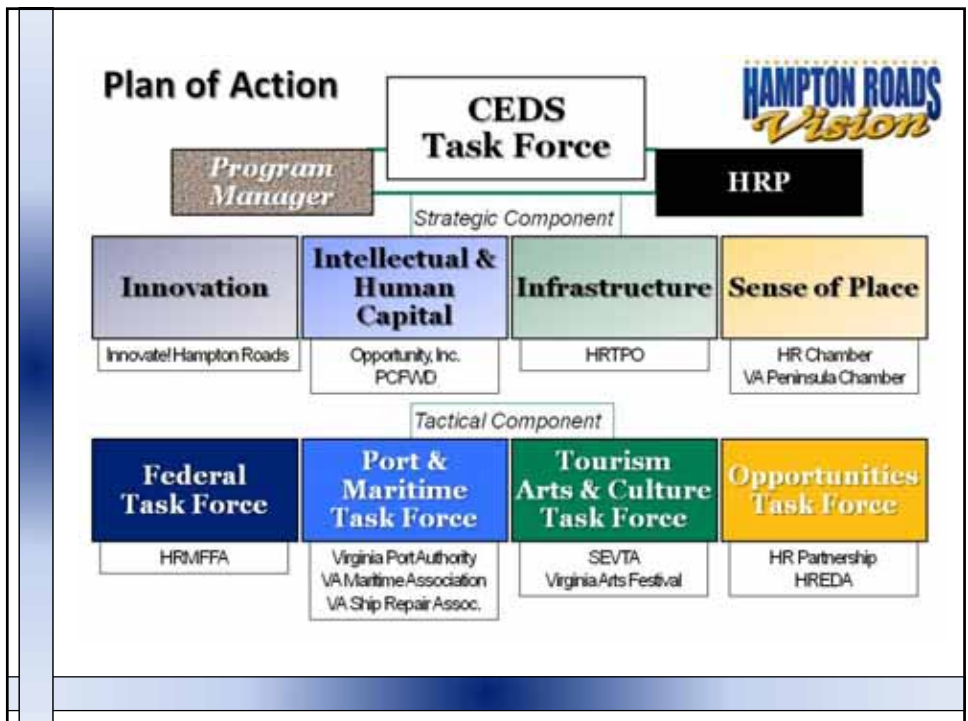 Plan of Action
CEDS
Task Force
HAMPTON ROADS
Vision
Program
Manager
HRP
Strategic Component
Innovation
Intellectual &
Human
Capital
Infrastructure
Sense of Place
Innovate! Hampton Roads
Opportunity, Inc.
PCFWD
HRTPO
HR Chamber
VA Peninsula Chamber
Tactical Component
Federal
Task Force
Port &
Maritime
Task Force
Tourism
Arts & Culture
Task Force
Opportunities
Task Force
HRMFFA
Virginia Port Authority
VA Maritime Association
VA Ship Repair Assoc.
SEVTA
Virginia Arts Festival
HR Partnership
HREDA